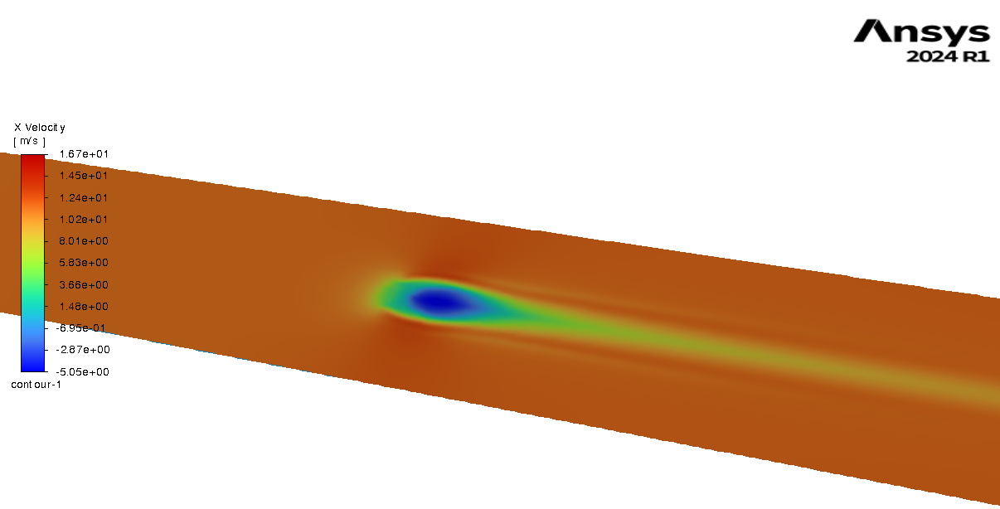 Ansys
2024 R1
X Velocity
[ m/s ]
1.67e+01
1.45e+01
1.24e+01
1.02e+01
8.01e+00
5.83e+00
3.66e+00
1.48e+00
-6.95e-01
-2.87e+00
-5.05e+00
contour-1